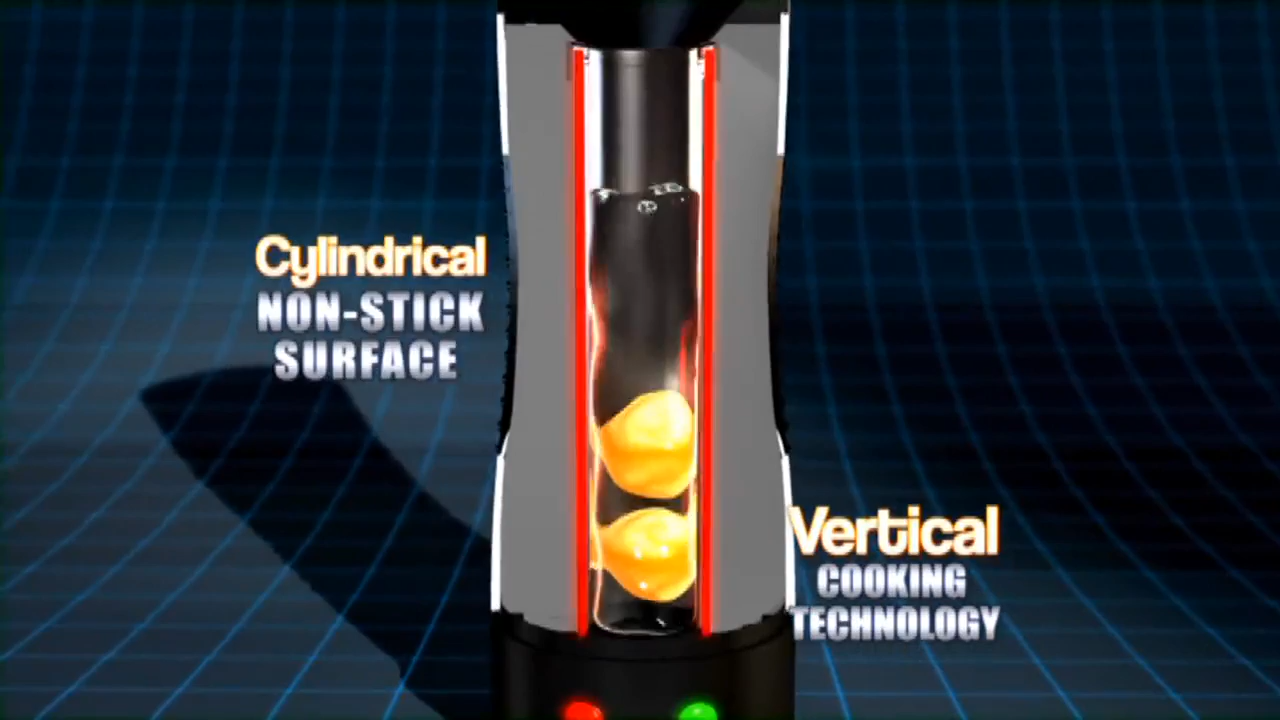 Cylindrical
NON-STICK
SURFACE
Vertical
COOKING
TECHNOLOGY